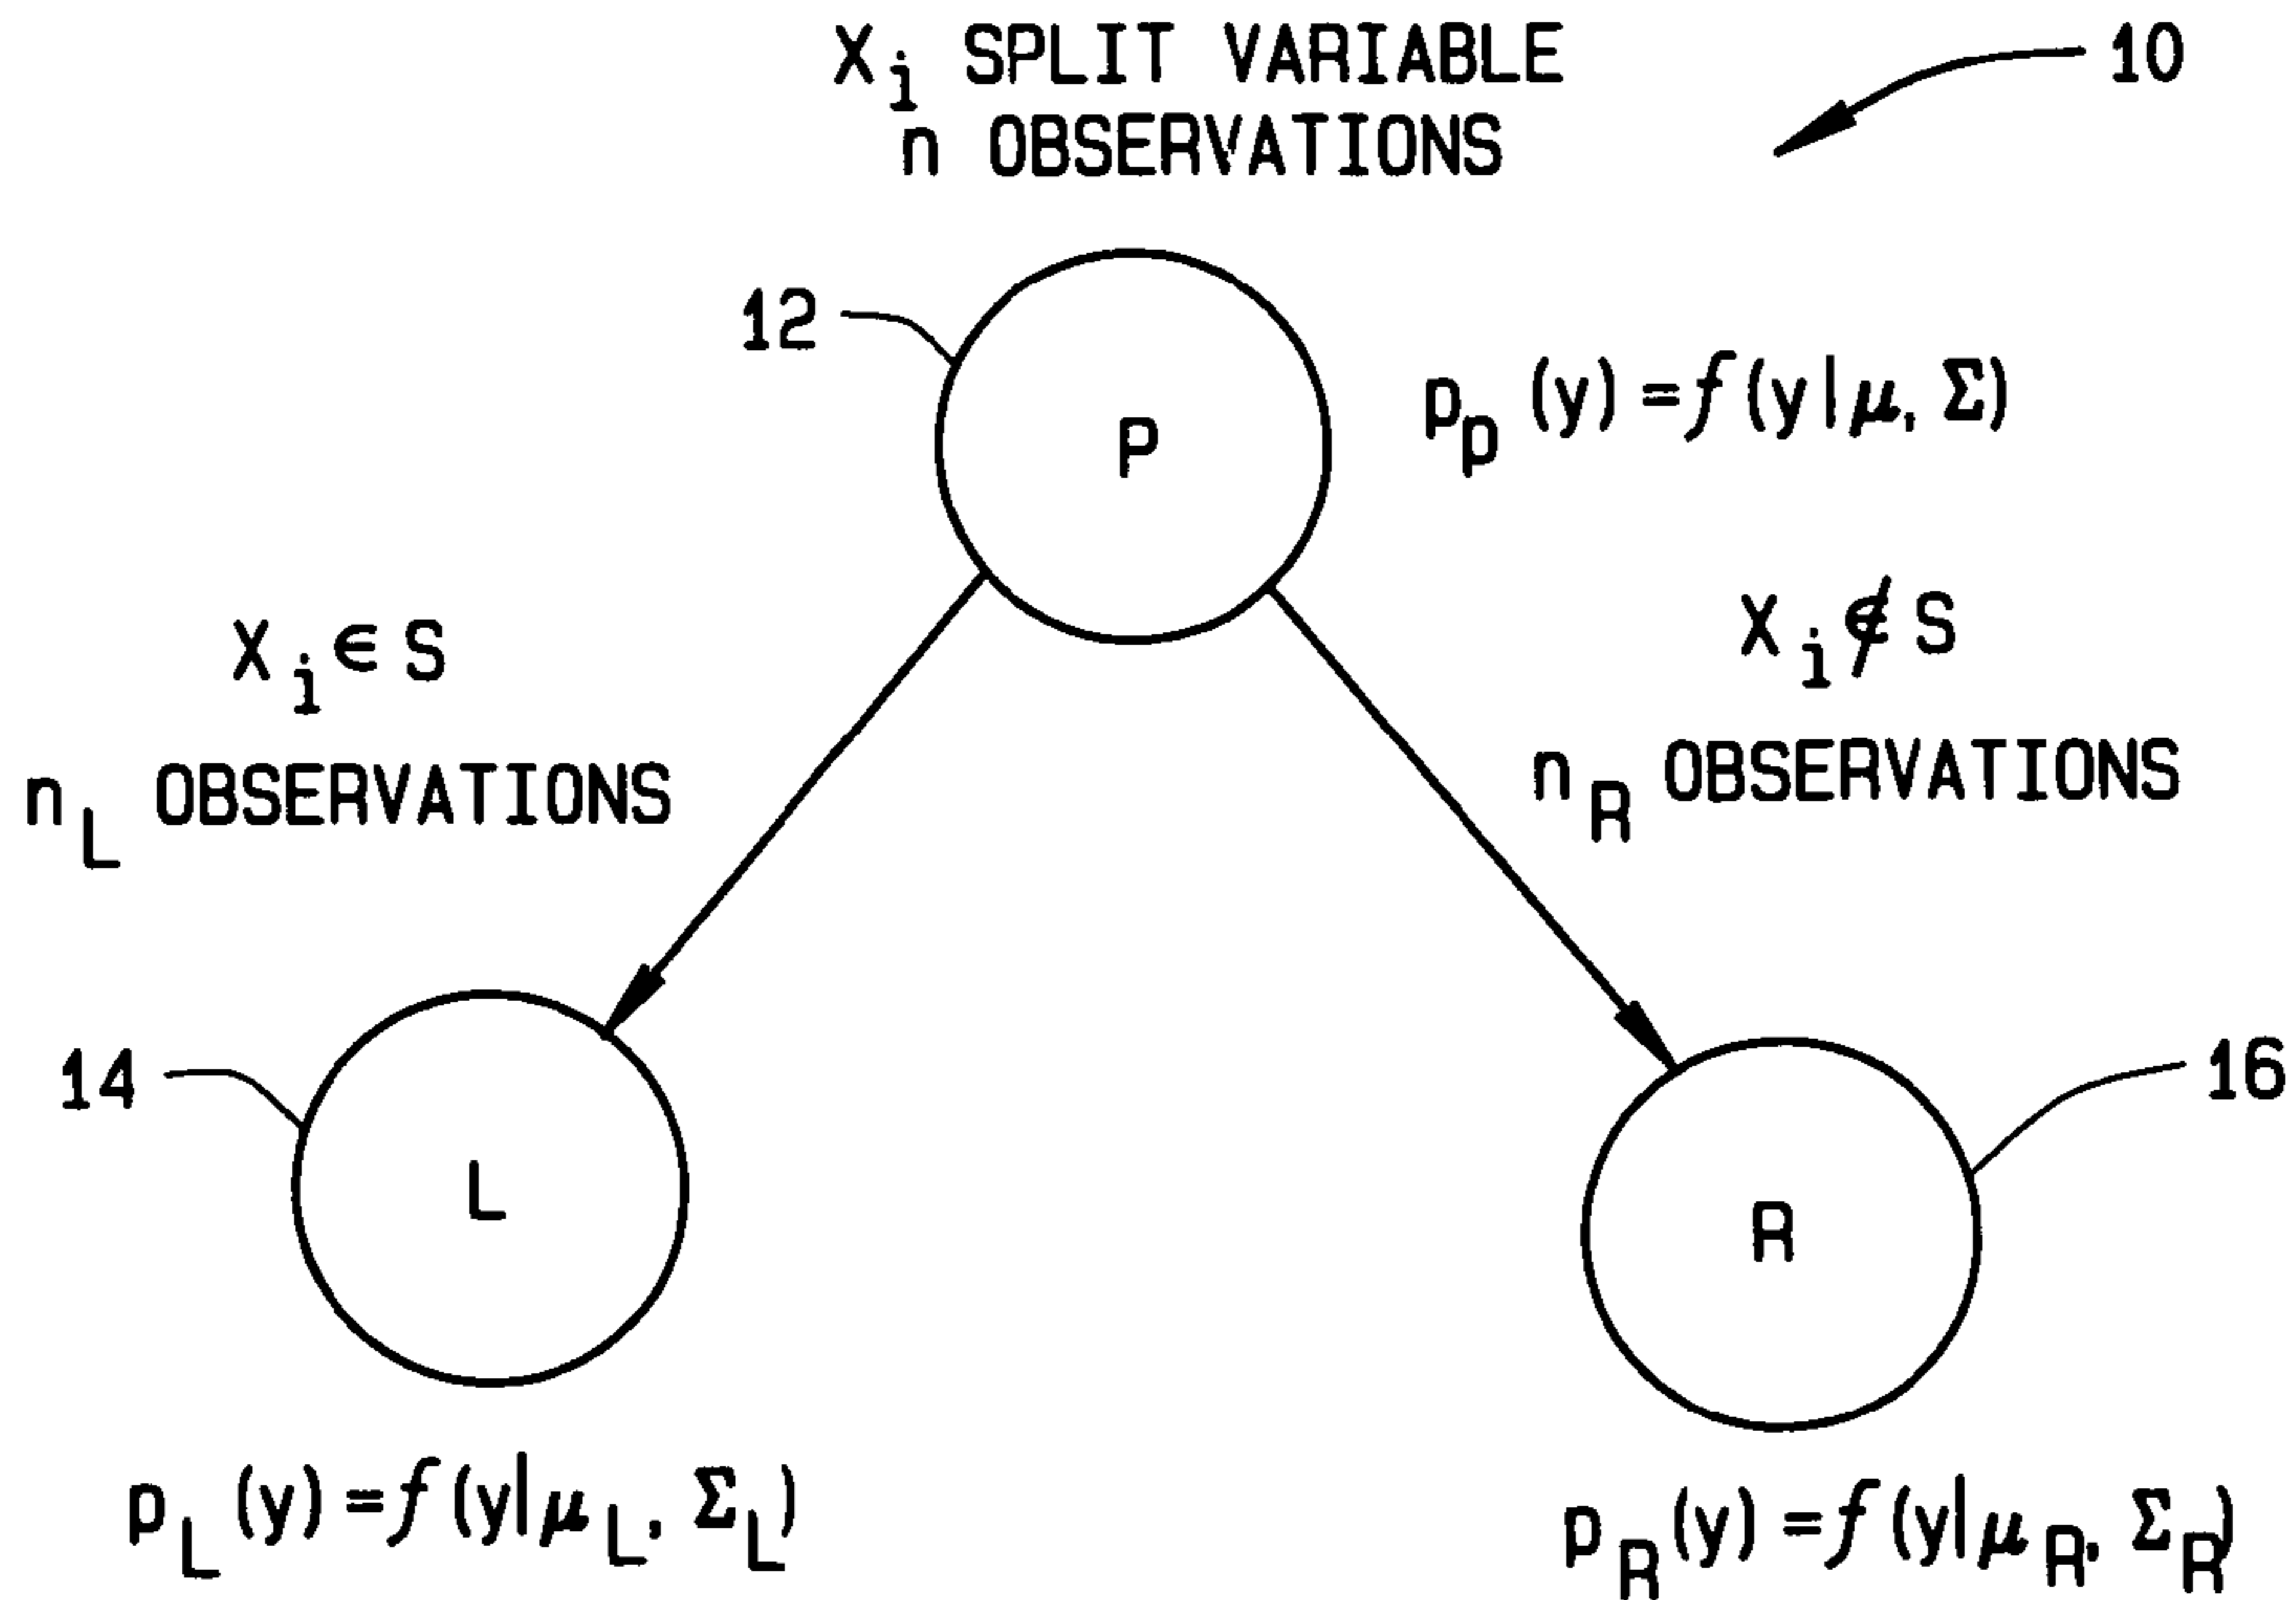 X_i SPLIT VARIABLE
n OBSERVATIONS
10
12
P
p_p (y) = f (y | μ, Σ)
X_i ∈ S
n_L OBSERVATIONS
X_i ∉ S
n_R OBSERVATIONS
14
L
16
R
p_L (y) = f (y | μ_L, Σ_L)
p_R (y) = f (y | μ_R, Σ_R)